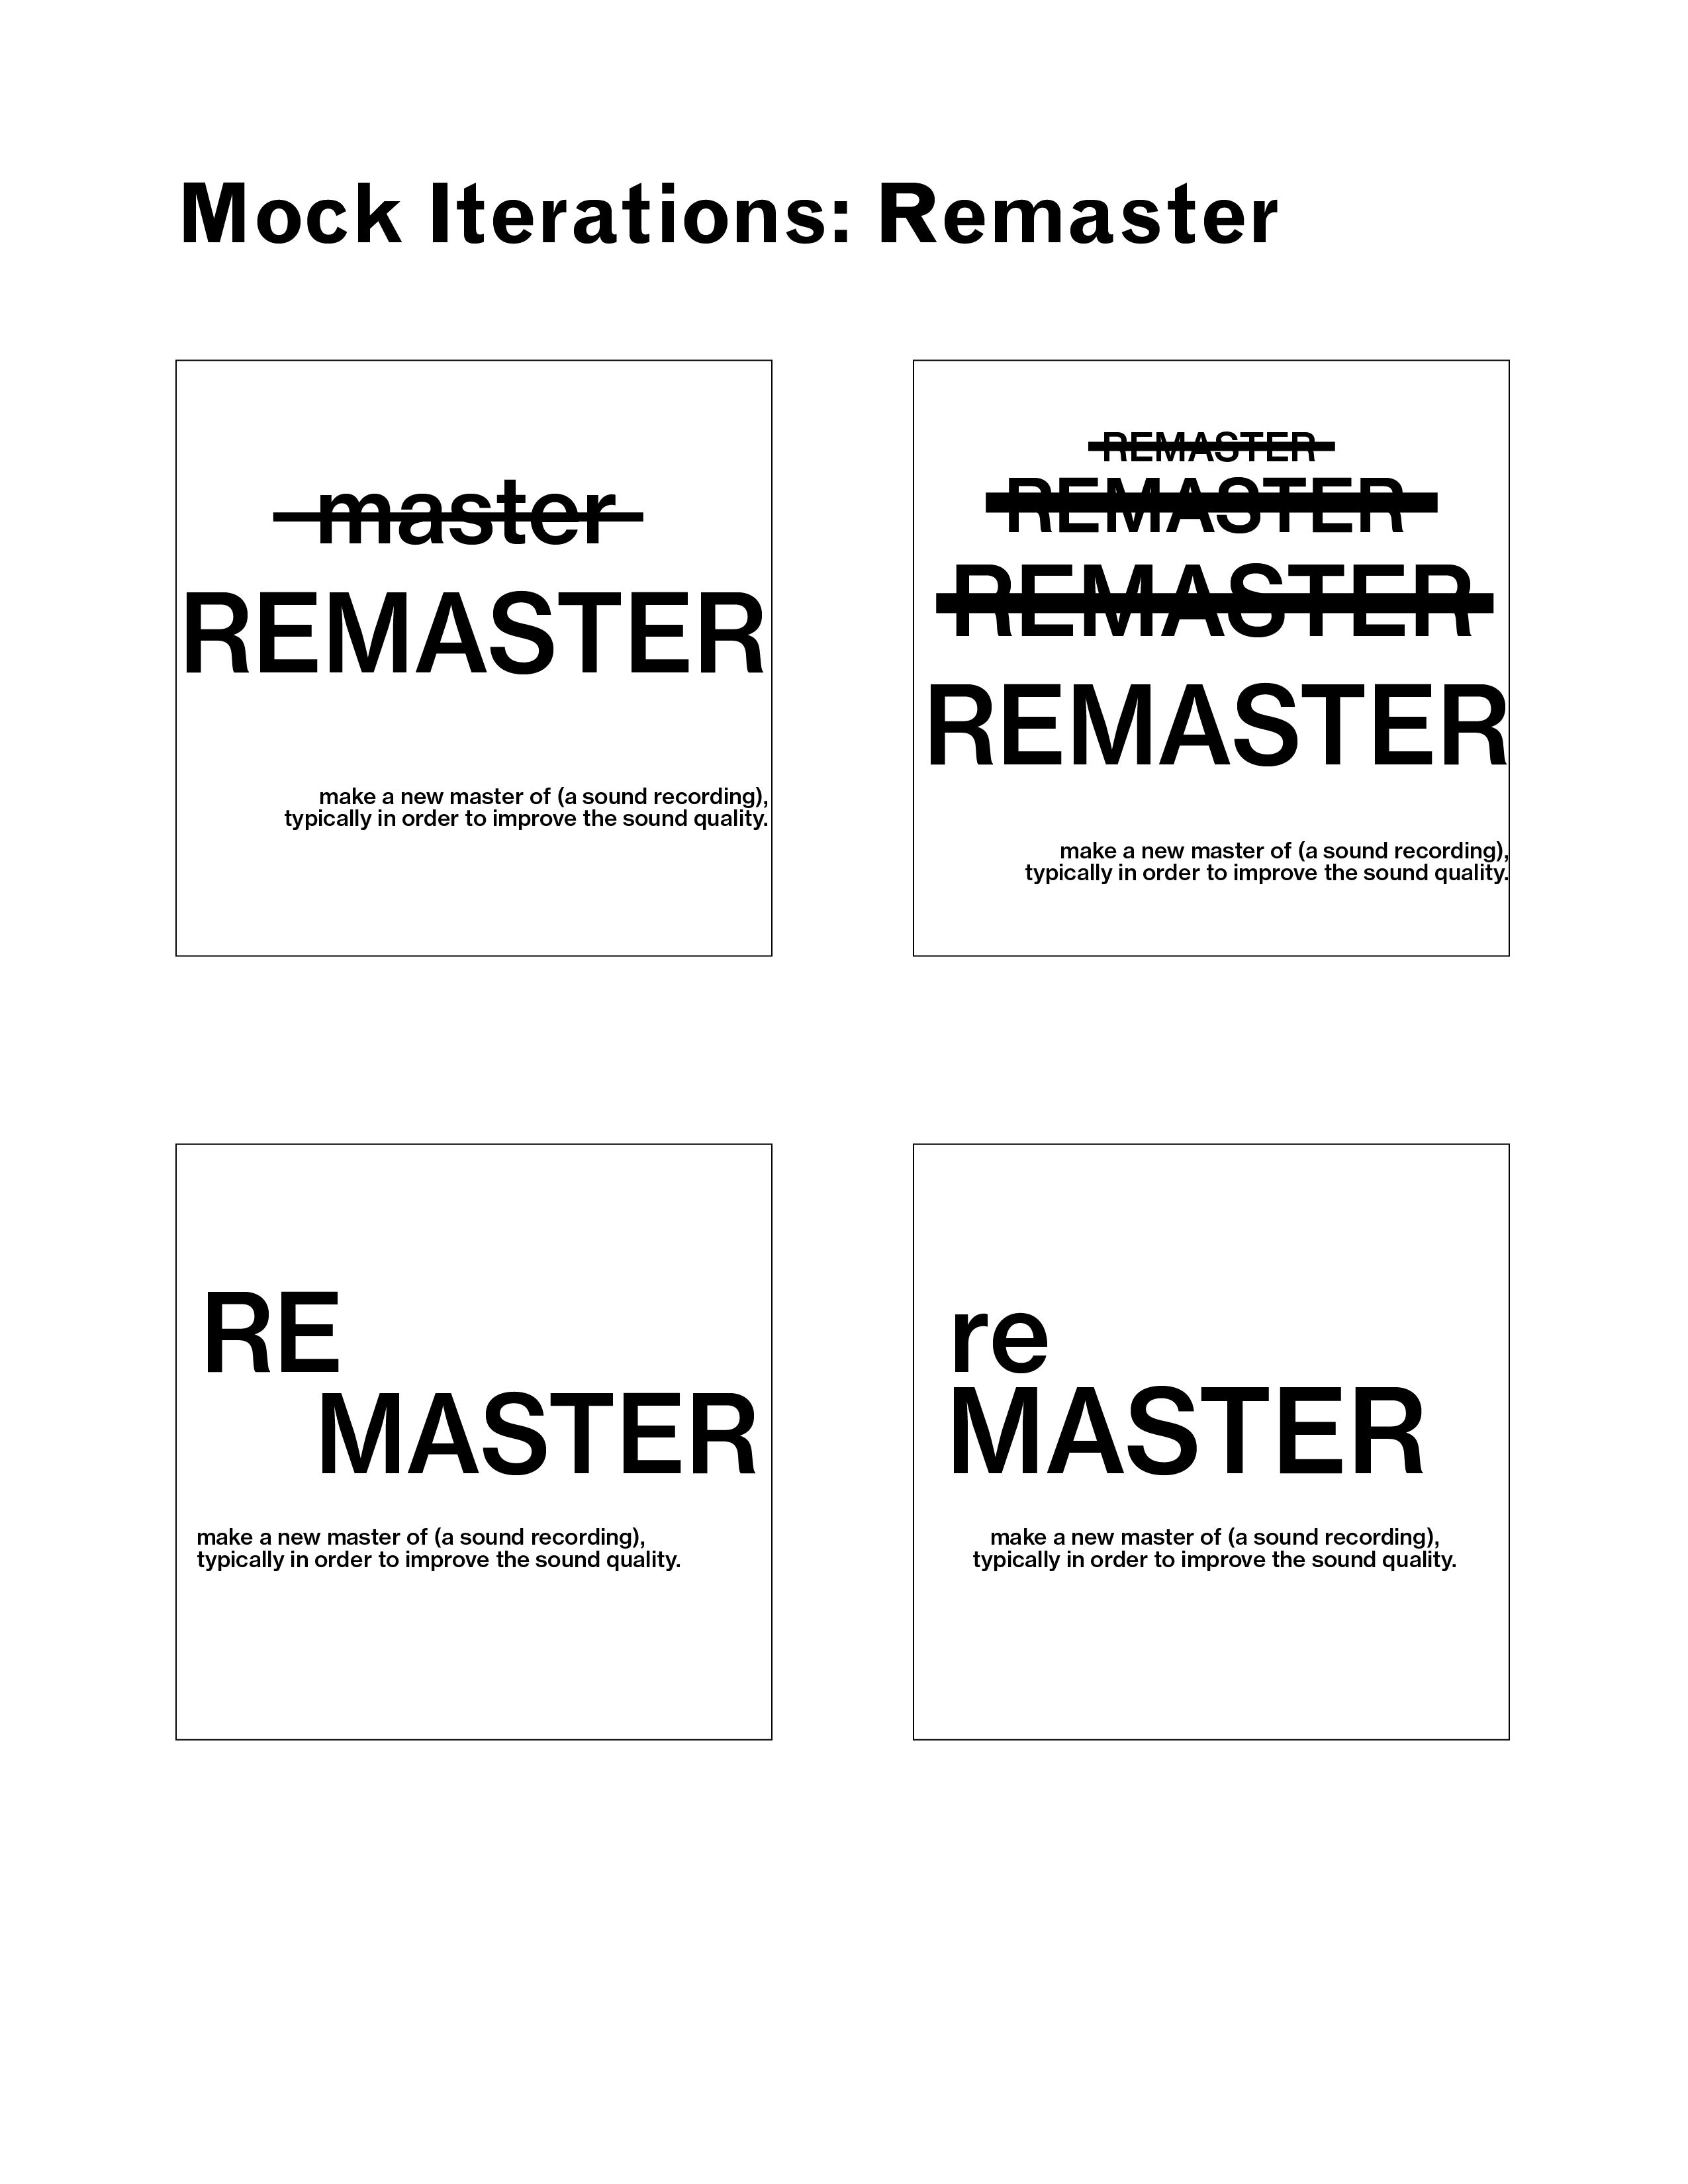 Mock Iterations: Remaster
master
REMASTER
make a new master of (a sound recording),
typically in order to improve the sound quality.
REMASTER
REMASTER
REMASTER
REMASTER
make a new master of (a sound recording),
typically in order to improve the sound quality.
RE
MASTER
make a new master of (a sound recording),
typically in order to improve the sound quality.
re
MASTER
make a new master of (a sound recording),
typically in order to improve the sound quality.